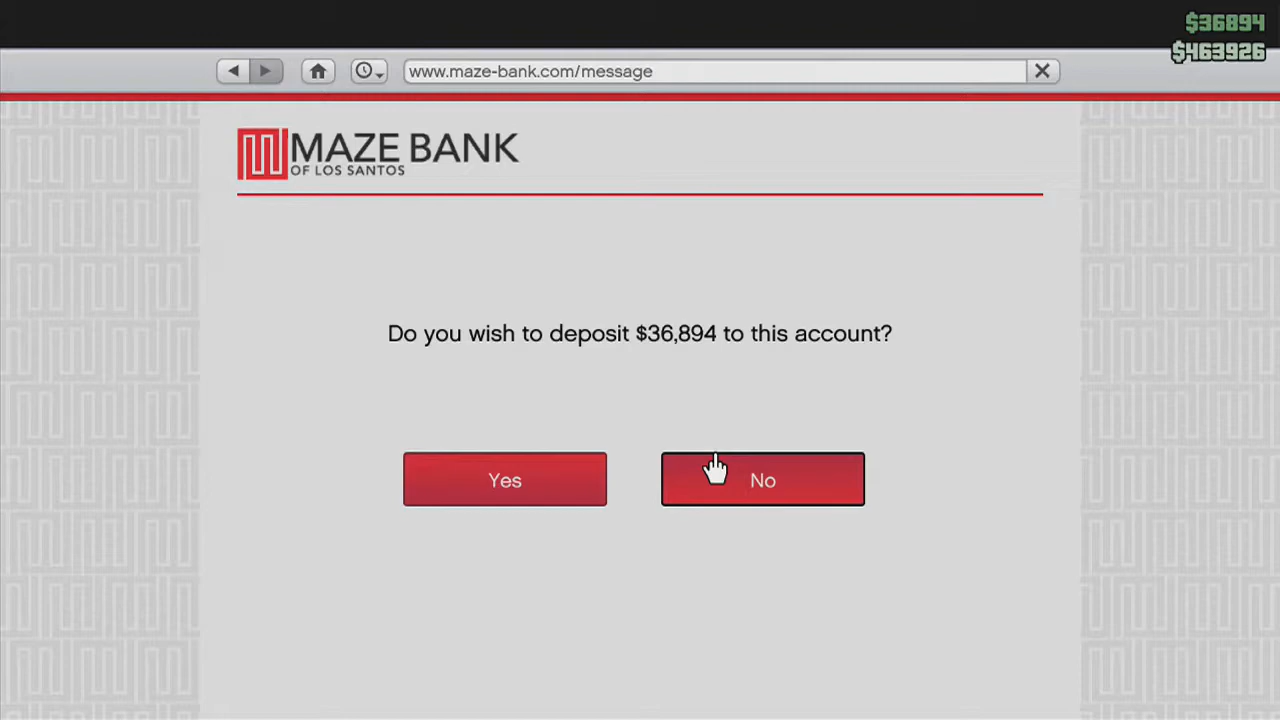 $36894
$463926
www.maze-bank.com/message
MAZE BANK
OF LOS SANTOS
Do you wish to deposit $36,894 to this account?
Yes
No